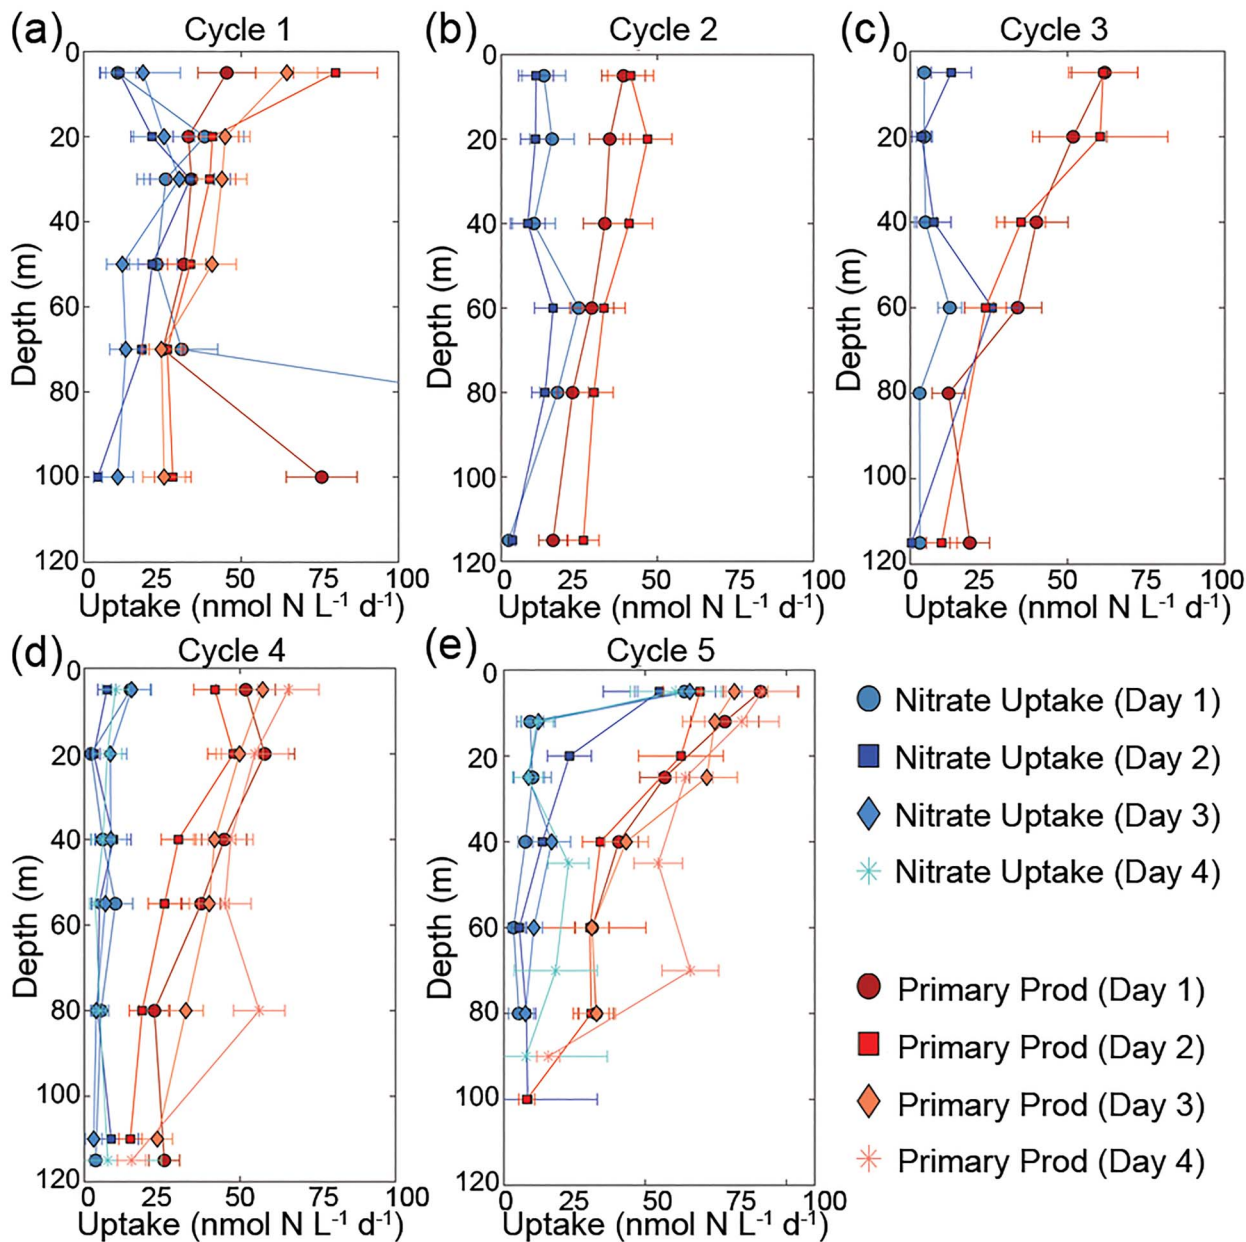 (a) Cycle 1
0
20
40
60
80
100
120
Depth (m)
0 25 50 75 100
Uptake (nmol N L⁻¹ d⁻¹)
(b) Cycle 2
0
20
40
60
80
100
120
Depth (m)
0 25 50 75 100
Uptake (nmol N L⁻¹ d⁻¹)
(c) Cycle 3
0
20
40
60
80
100
120
Depth (m)
0 25 50 75 100
Uptake (nmol N L⁻¹ d⁻¹)
(d) Cycle 4
0
20
40
60
80
100
120
Depth (m)
0 25 50 75 100
Uptake (nmol N L⁻¹ d⁻¹)
(e) Cycle 5
0
20
40
60
80
100
120
Depth (m)
0 25 50 75 100
Uptake (nmol N L⁻¹ d⁻¹)
Nitrate Uptake (Day 1)
Nitrate Uptake (Day 2)
Nitrate Uptake (Day 3)
Nitrate Uptake (Day 4)
Primary Prod (Day 1)
Primary Prod (Day 2)
Primary Prod (Day 3)
Primary Prod (Day 4)